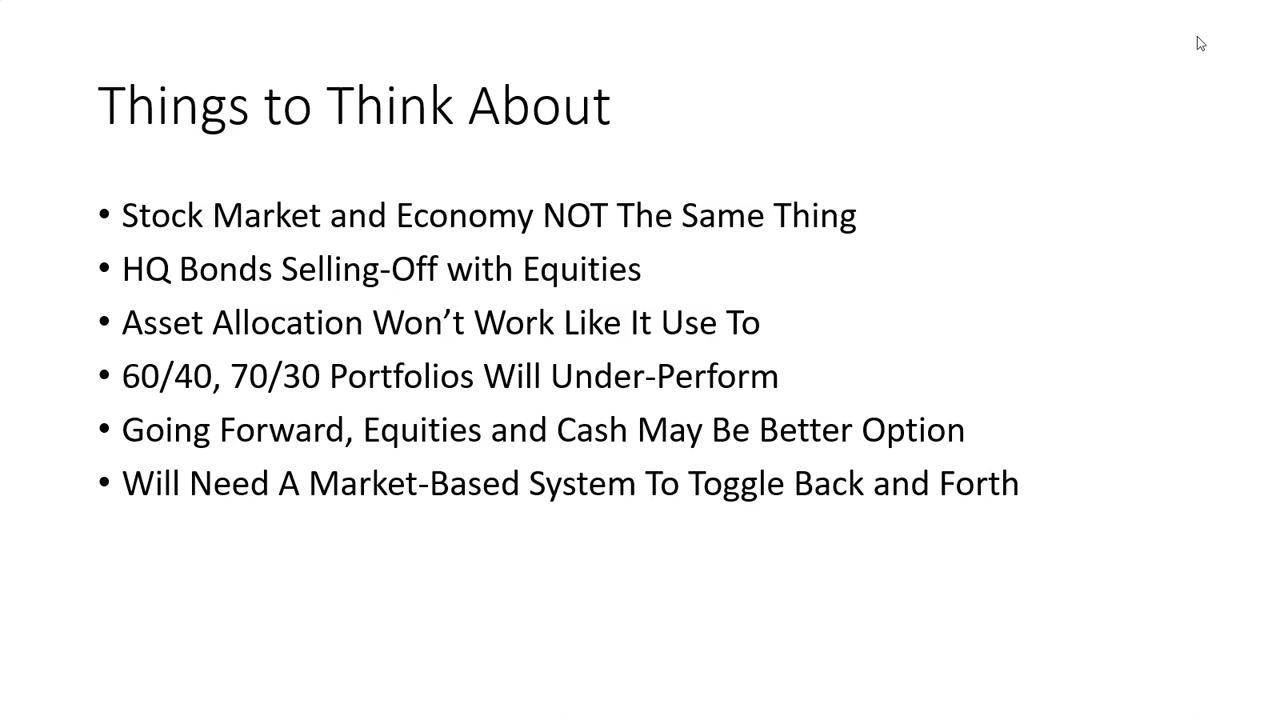 Things to Think About
• Stock Market and Economy NOT The Same Thing
• HQ Bonds Selling-Off with Equities
• Asset Allocation Won’t Work Like It Use To
• 60/40, 70/30 Portfolios Will Under-Perform
• Going Forward, Equities and Cash May Be Better Option
• Will Need A Market-Based System To Toggle Back and Forth